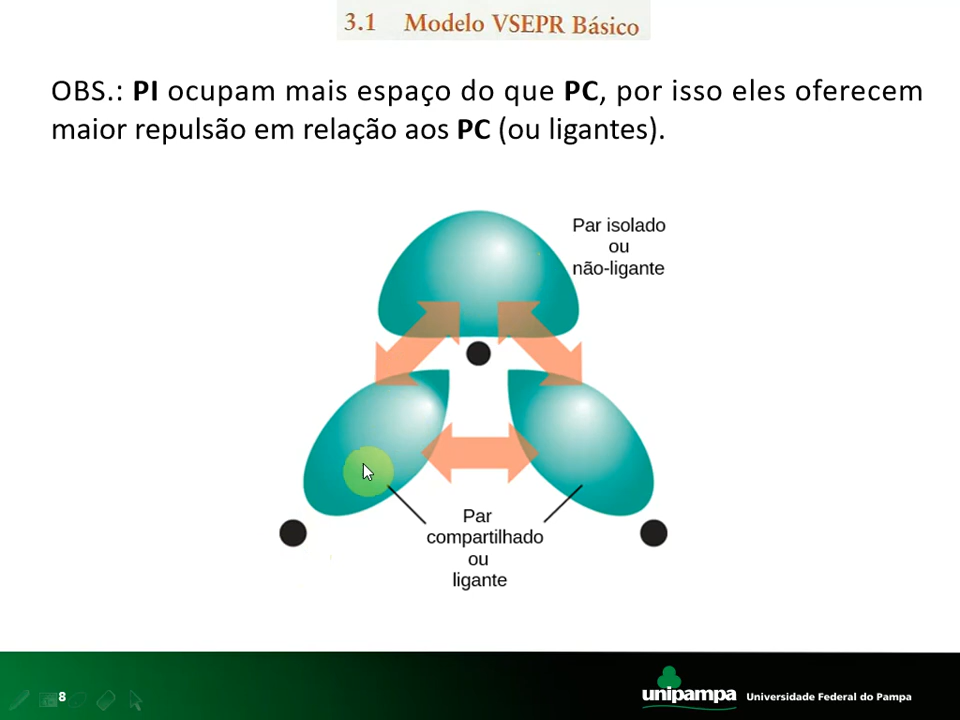 3.1 Modelo VSEPR Básico
OBS.: PI ocupam mais espaço do que PC, por isso eles oferecem
maior repulsão em relação aos PC (ou ligantes).
Par isolado
ou
não-ligante
Par
compartilhado
ou
ligante
8
unipampa
Universidade Federal do Pampa